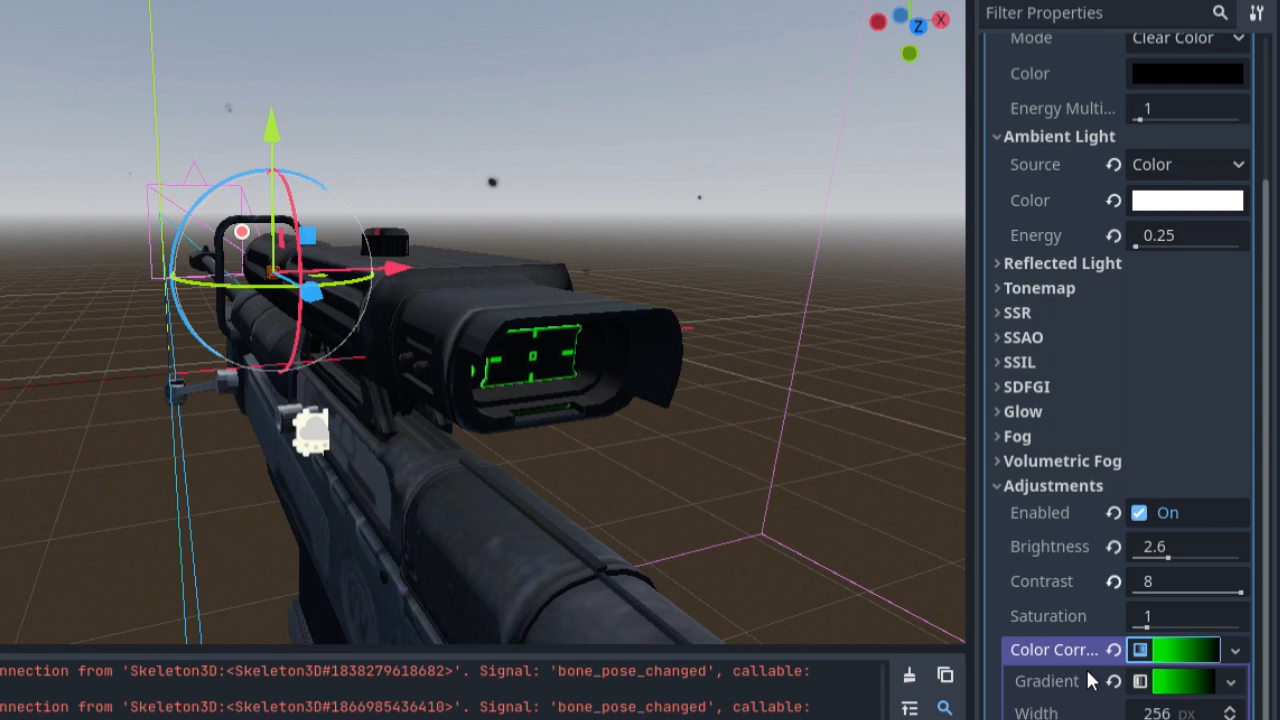 Z
X
Filter Properties
Mode
Clear Color
Color
Energy Multi...
1
Ambient Light
Source
Color
Color
Energy
0.25
Reflected Light
Tonemap
SSR
SSAO
SSIL
SDFGI
Glow
Fog
Volumetric Fog
Adjustments
Enabled
On
Brightness
2.6
Contrast
8
Saturation
1
Color Corr...
Gradient
Width
256 px
nnection from 'Skeleton3D:<Skeleton3D#1838279618682>'. Signal: 'bone_pose_changed', callable:
nnection from 'Skeleton3D:<Skeleton3D#1866985436410>'. Signal: 'bone_pose_changed', callable: